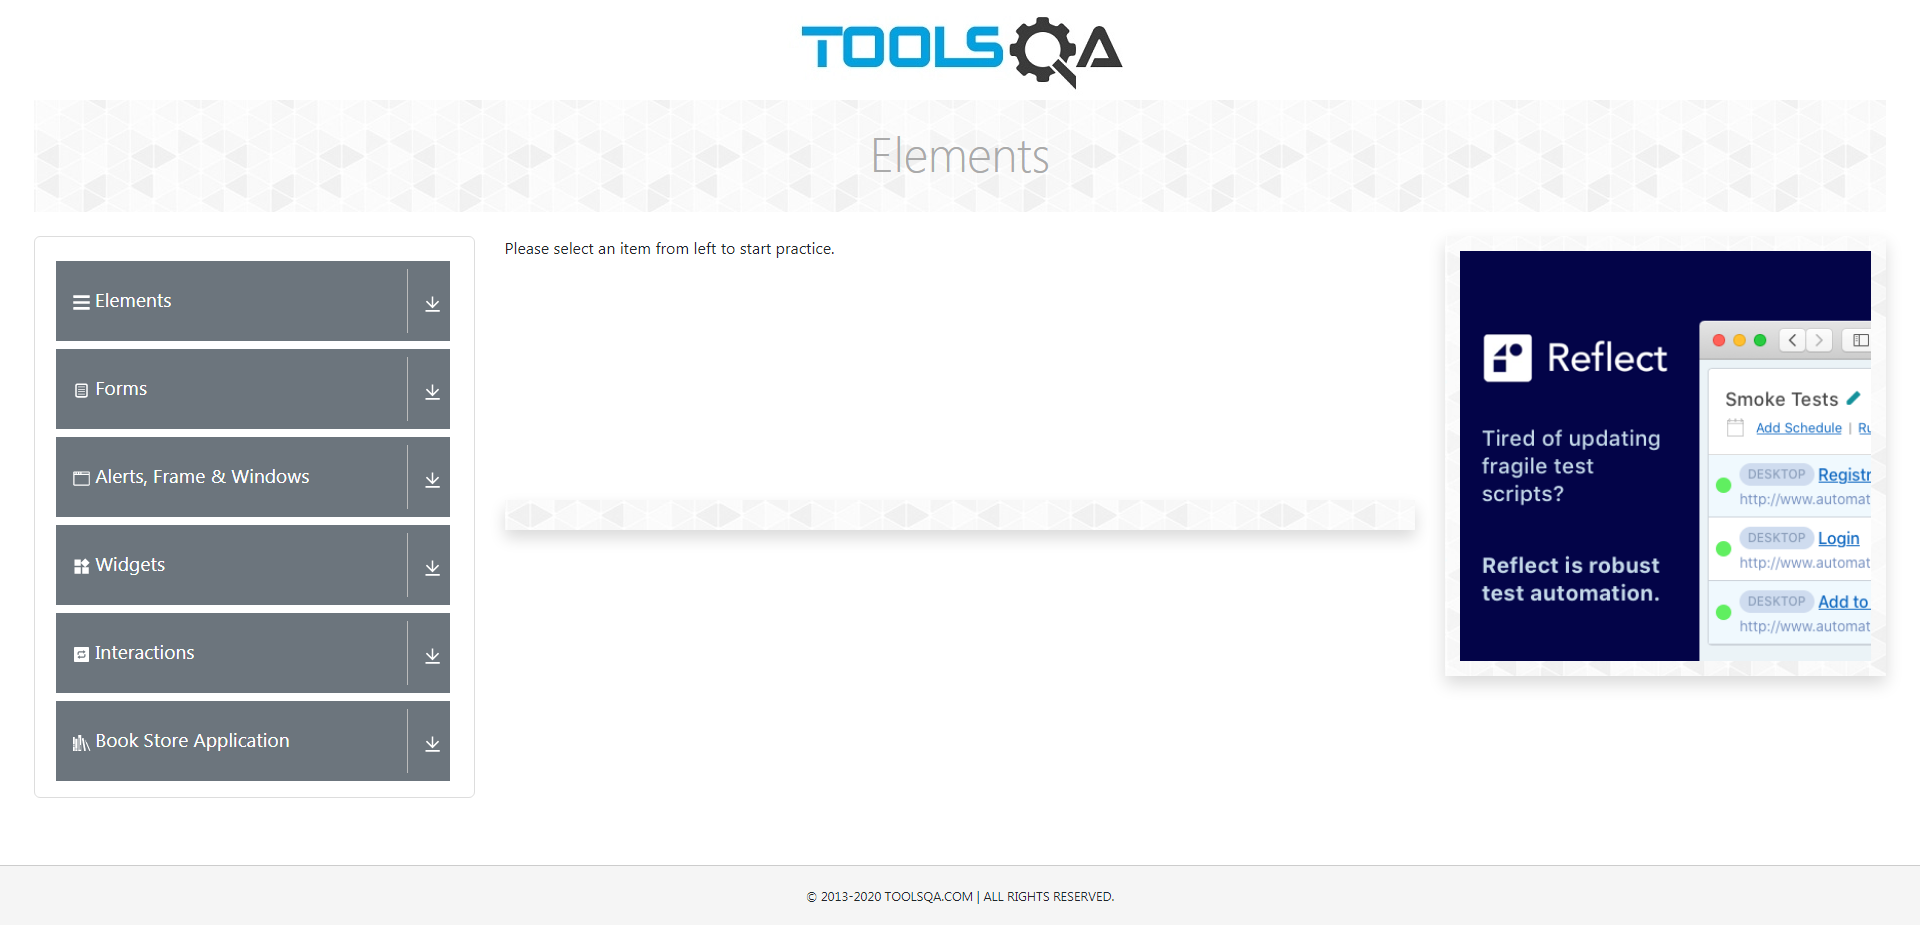 TOOLSQA
Elements
Elements
Forms
Alerts, Frame & Windows
Widgets
Interactions
Book Store Application
Please select an item from left to start practice.
Reflect
Tired of updating
fragile test
scripts?
Reflect is robust
test automation.
Smoke Tests
Add Schedule | Ru
DESKTOP Registr
http://www.automat
DESKTOP Login
http://www.automat
DESKTOP Add to
http://www.automat
© 2013-2020 TOOLSQA.COM | ALL RIGHTS RESERVED.